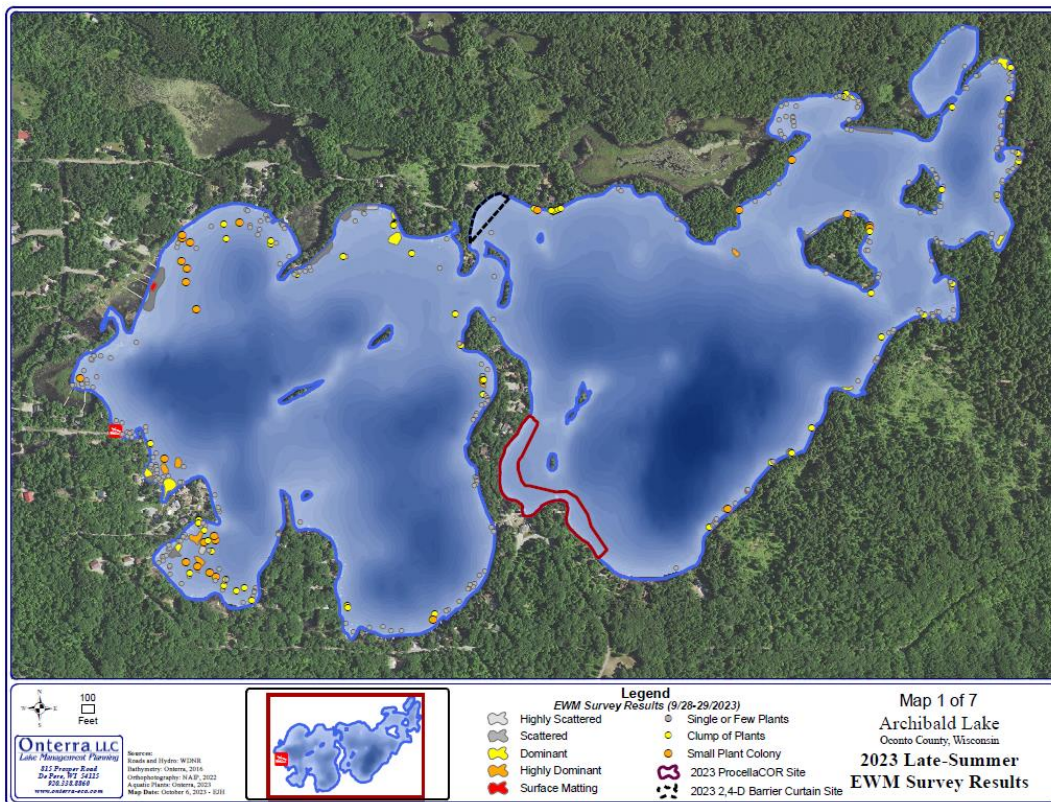 N
W
E
S
100
Feet
Onterra LLC
Lake Management Planning
815 Prosper Road
De Pere, WI 54115
920.338.8860
www.onterra-eco.com
Sources:
Roads and Hydro: WDNR
Bathymetry: Onterra, 2016
Orthophotography: NAIP, 2022
Aquatic Plants: Onterra, 2023
Map Date: October 6, 2023 - EJH
Legend
EWM Survey Results (9/28-29/2023)
Highly Scattered
Scattered
Dominant
Highly Dominant
Surface Matting
Single or Few Plants
Clump of Plants
Small Plant Colony
2023 ProcellaCOR Site
2023 2,4-D Barrier Curtain Site
Map 1 of 7
Archibald Lake
Oconto County, Wisconsin
2023 Late-Summer
EWM Survey Results